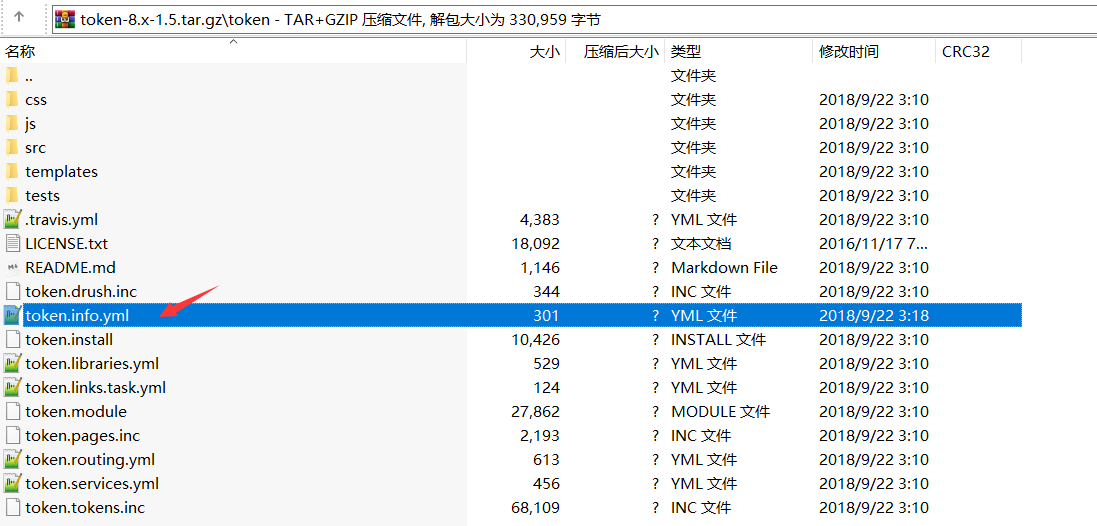 token-8.x-1.5.tar.gz\token - TAR+GZIP 压缩文件, 解包大小为 330,959 字节
名称 大小 压缩后大小 类型 修改时间 CRC32
.. 文件夹
css 文件夹 2018/9/22 3:10
js 文件夹 2018/9/22 3:10
src 文件夹 2018/9/22 3:10
templates 文件夹 2018/9/22 3:10
tests 文件夹 2018/9/22 3:10
.travis.yml 4,383 ? YML 文件 2018/9/22 3:10
LICENSE.txt 18,092 ? 文本文档 2016/11/17 7...
README.md 1,146 ? Markdown File 2018/9/22 3:10
token.drush.inc 344 ? INC 文件 2018/9/22 3:10
token.info.yml 301 ? YML 文件 2018/9/22 3:18
token.install 10,426 ? INSTALL 文件 2018/9/22 3:10
token.libraries.yml 529 ? YML 文件 2018/9/22 3:10
token.links.task.yml 124 ? YML 文件 2018/9/22 3:10
token.module 27,862 ? MODULE 文件 2018/9/22 3:10
token.pages.inc 2,193 ? INC 文件 2018/9/22 3:10
token.routing.yml 613 ? YML 文件 2018/9/22 3:10
token.services.yml 456 ? YML 文件 2018/9/22 3:10
token.tokens.inc 68,109 ? INC 文件 2018/9/22 3:10